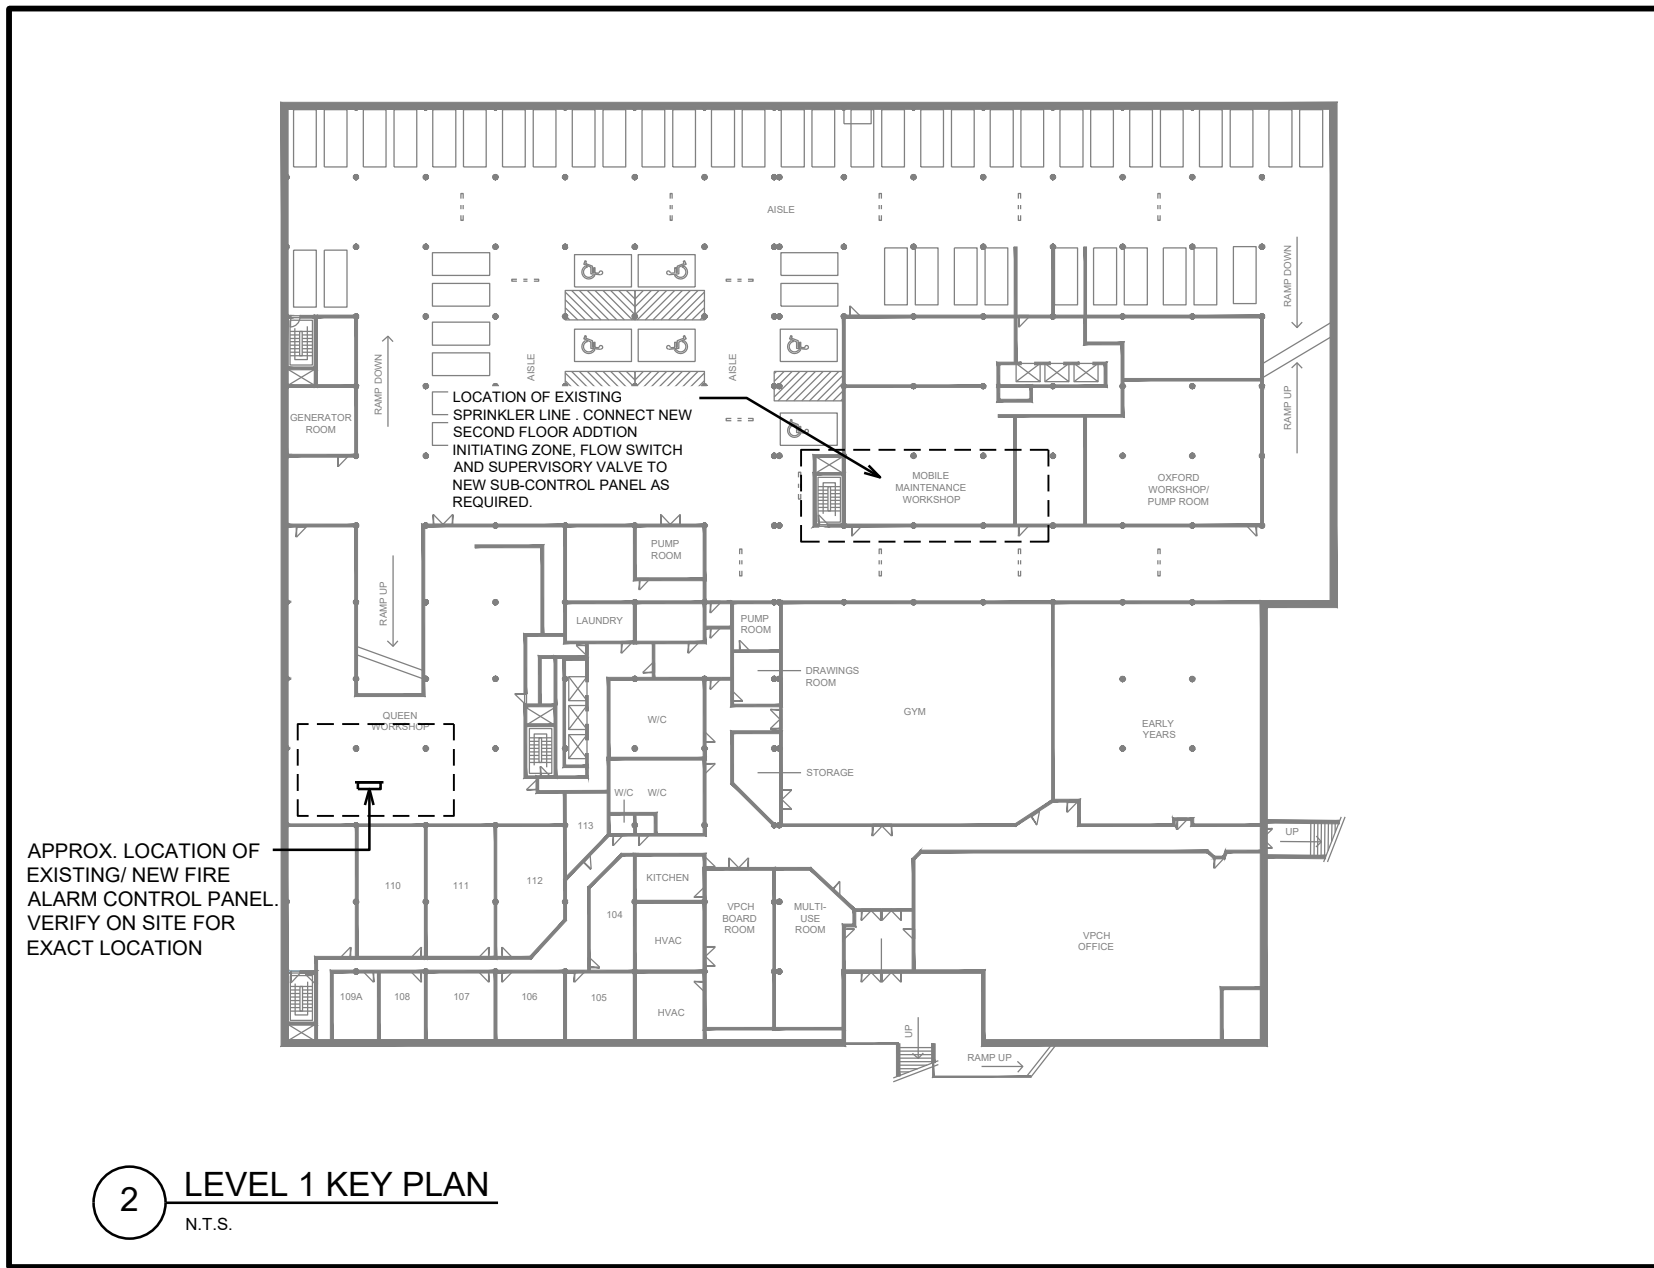 AISLE
RAMP DOWN
AISLE
AISLE
RAMP DOWN
RAMP UP
GENERATOR
ROOM
LOCATION OF EXISTING
SPRINKLER LINE . CONNECT NEW
SECOND FLOOR ADDTION
INITIATING ZONE, FLOW SWITCH
AND SUPERVISORY VALVE TO
NEW SUB-CONTROL PANEL AS
REQUIRED.
MOBILE
MAINTENANCE
WORKSHOP
OXFORD
WORKSHOP/
PUMP ROOM
PUMP
ROOM
RAMP UP
LAUNDRY
PUMP
ROOM
DRAWINGS
ROOM
QUEEN
WORKSHOP
W/C
GYM
EARLY
YEARS
STORAGE
W/C
W/C
113
UP
APPROX. LOCATION OF
EXISTING/ NEW FIRE
ALARM CONTROL PANEL.
VERIFY ON SITE FOR
EXACT LOCATION
110
111
112
KITCHEN
104
VPCH
BOARD
ROOM
MULTI-
USE
ROOM
HVAC
VPCH
OFFICE
109A
108
107
106
105
HVAC
UP
RAMP UP
2
LEVEL 1 KEY PLAN
N.T.S.